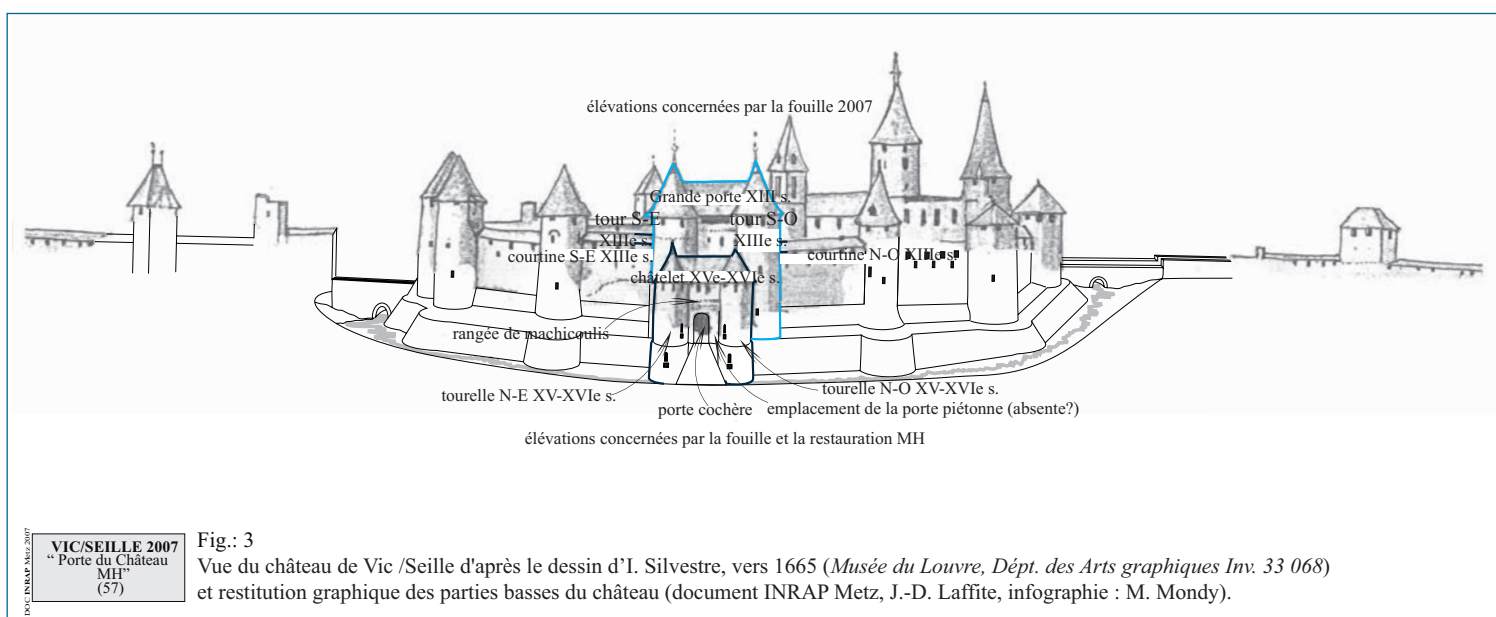 élévations concernées par la fouille 2007
Grande porte XIII s.
tour S-E
tour S-O
XIIIe s.
XIIIe s.
courtine S-E XIIIe s.
courtine N-O XIIIe s.
châtelet XVe-XVIe s.
rangée de machicoulis
tourelle N-E XV-XVIe s.
tourelle N-O XV-XVIe s.
porte cochère
emplacement de la porte piétonne (absente?)
élévations concernées par la fouille et la restauration MH
DOC INRAP Metz 2007
VIC/SEILLE 2007
“ Porte du Château
MH”
(57)
Fig.: 3
Vue du château de Vic /Seille d'après le dessin d’I. Silvestre, vers 1665 (Musée du Louvre, Dépt. des Arts graphiques Inv. 33 068)
et restitution graphique des parties basses du château (document INRAP Metz, J.-D. Laffite, infographie : M. Mondy).